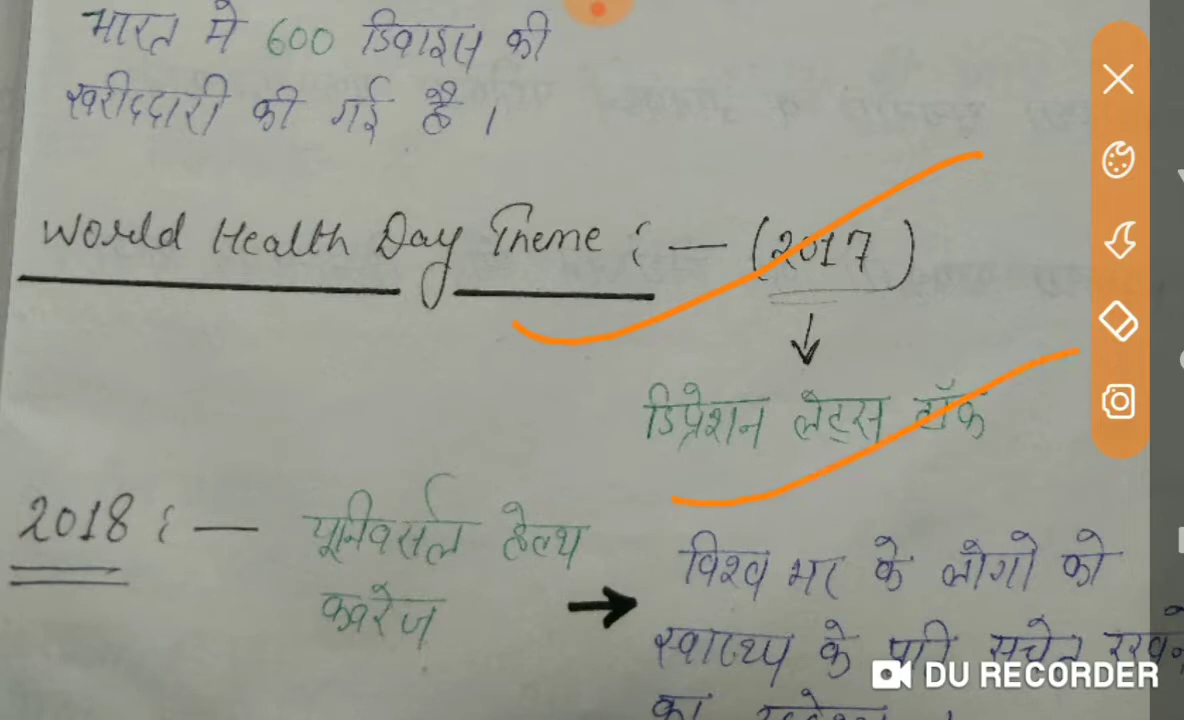 भारत मे 600 डिवाइस की
खरीददारी की गई है ।
World Health Day Theme : — (2017)
डिप्रेशन लेट्स टॉक
2018 : — यूनिवर्सल हेल्थ
कवरेज
विश्व भर के लोगो को
स्वास्थ्य के प्रति सचेत रखने
का
DU RECORDER